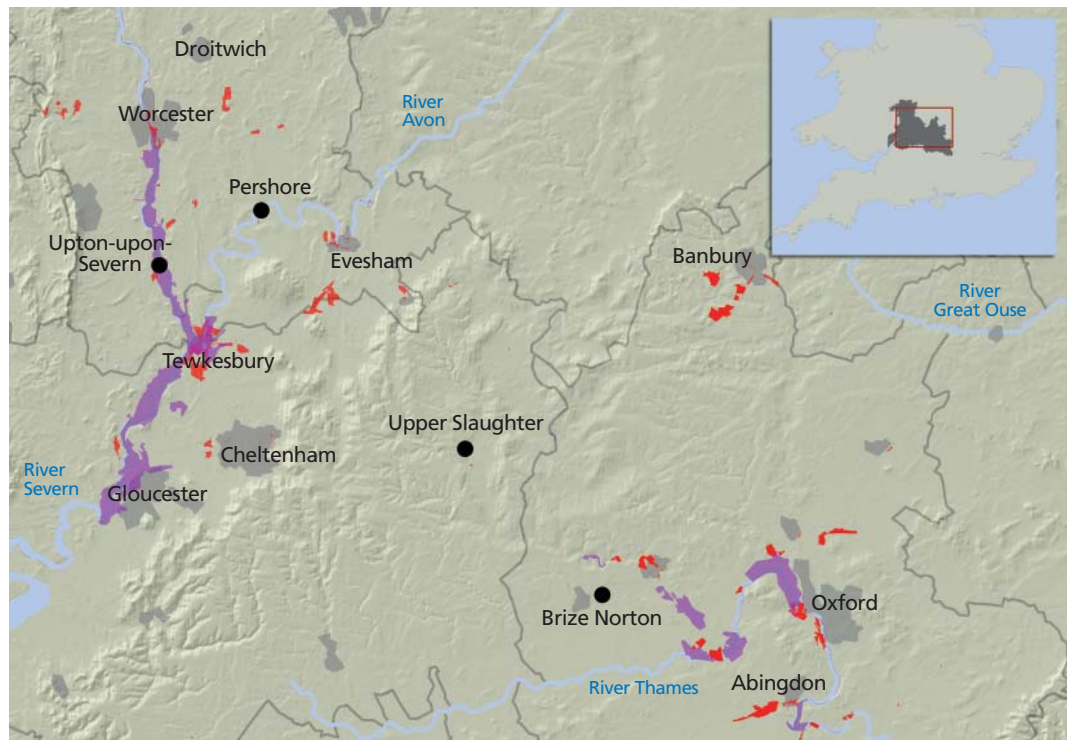 Droitwich
Worcester
River
Avon
Pershore
Upton-upon-
Severn
Evesham
Banbury
River
Great Ouse
Tewkesbury
Upper Slaughter
Cheltenham
River
Severn
Gloucester
Brize Norton
Oxford
River Thames
Abingdon